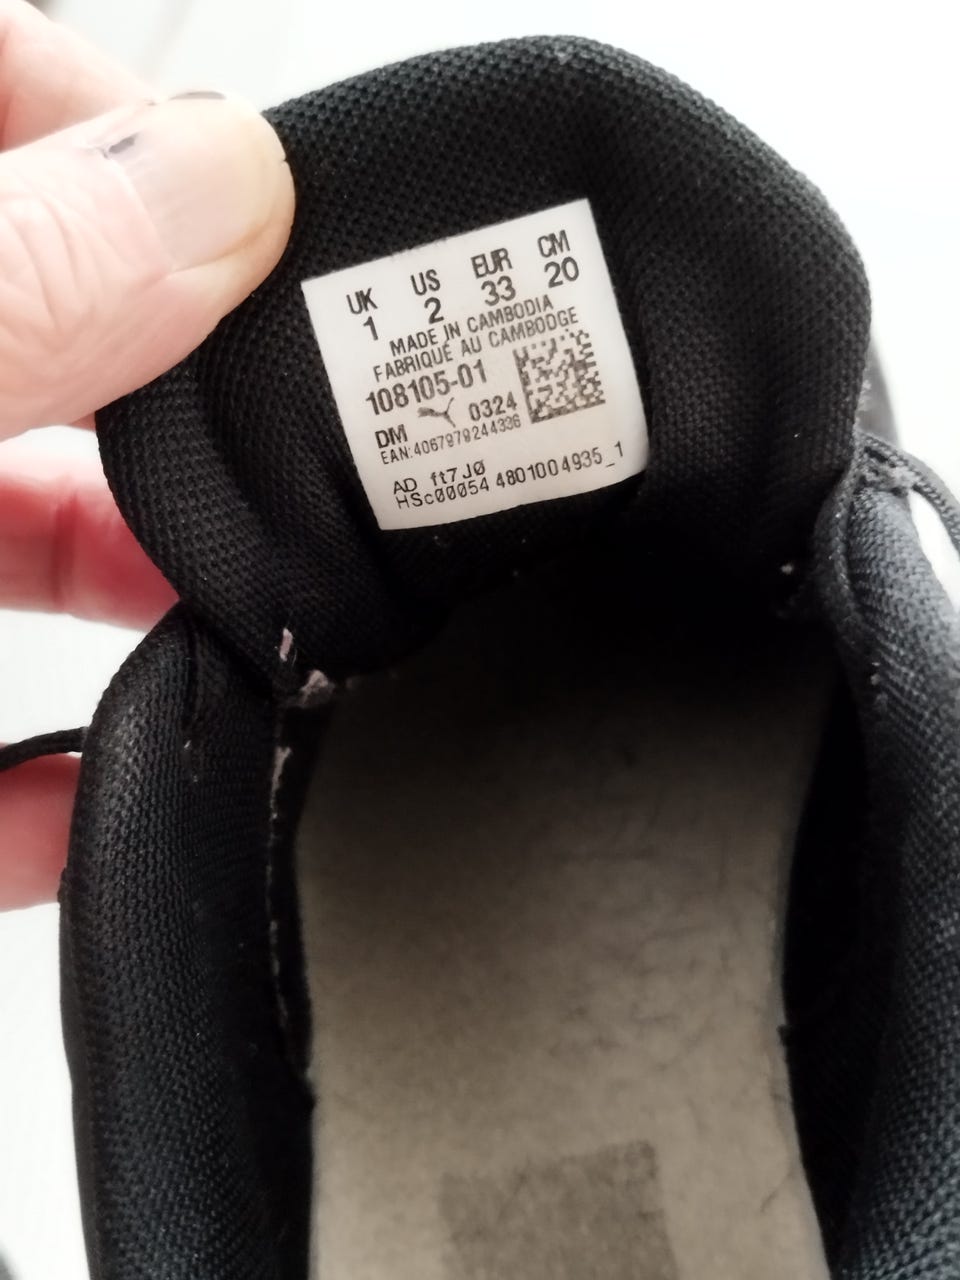 UK US EUR CM
1 2 33 20
MADE IN CAMBODIA
FABRIQUÉ AU CAMBODGE
108105-01
DM 0324
EAN:4067979244336
AD ft7JØ
HSc00054 4801004935_1